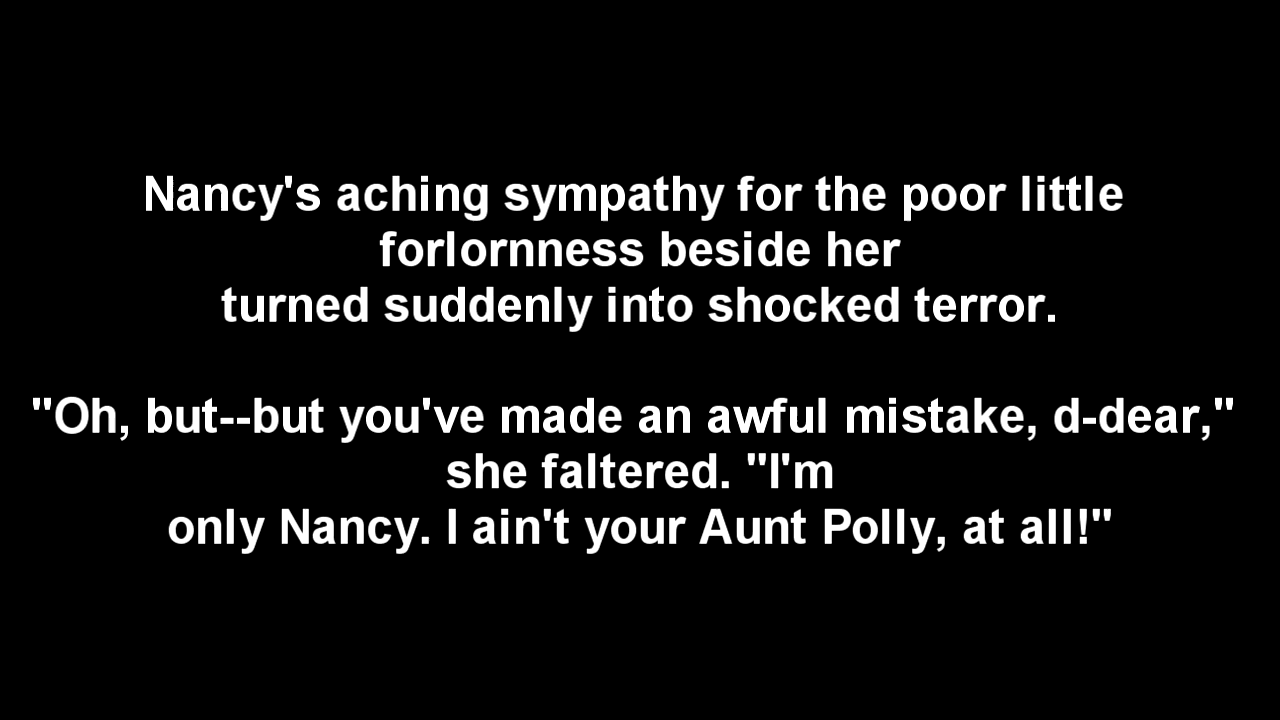 Nancy's aching sympathy for the poor little
forlornness beside her
turned suddenly into shocked terror.
"Oh, but--but you've made an awful mistake, d-dear,"
she faltered. "I'm
only Nancy. I ain't your Aunt Polly, at all!"